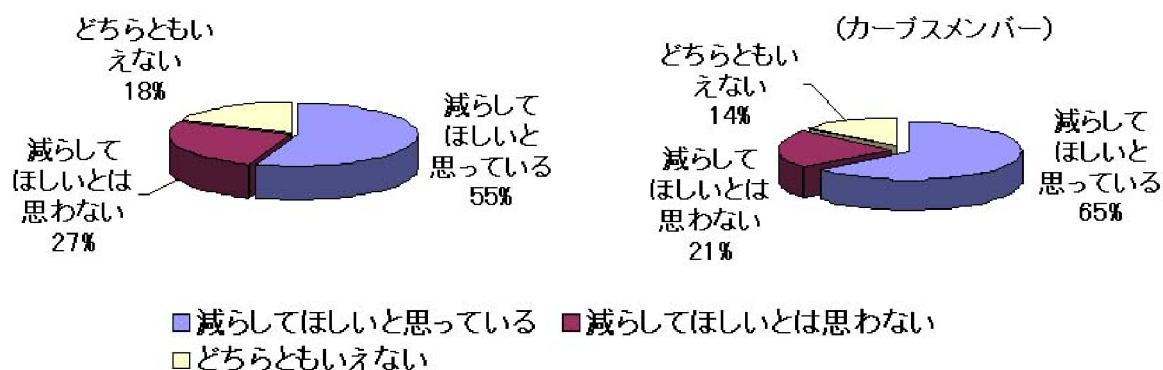 どちらともい
えない
18%
減らして
ほしいと
思っている
55%
減らして
ほしいとは
思わない
27%
(カーブスメンバー)
どちらともい
えない
14%
減らして
ほしいと
思っている
65%
減らして
ほしいとは
思わない
21%
減らしてほしいと思っている
減らしてほしいとは思わない
どちらともいえない